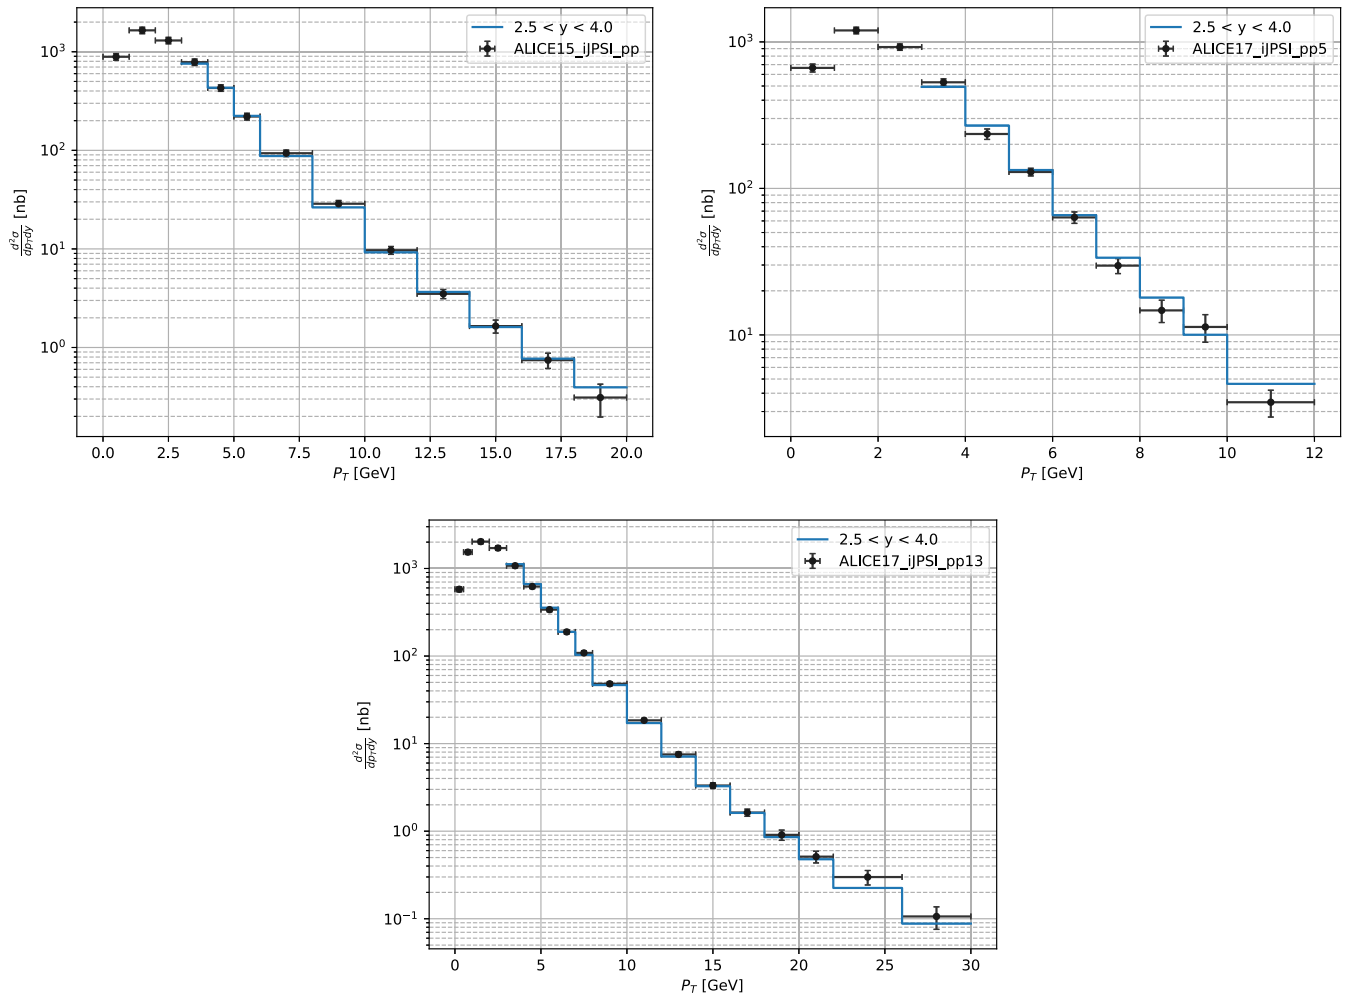 2.5 < y < 4.0
ALICE15_iJPSI_pp
10³
10²
10¹
10⁰
d²σ/dp_T dy [nb]
0.0 2.5 5.0 7.5 10.0 12.5 15.0 17.5 20.0
P_T [GeV]
2.5 < y < 4.0
ALICE17_iJPSI_pp5
10³
10²
10¹
d²σ/dp_T dy [nb]
0 2 4 6 8 10 12
P_T [GeV]
2.5 < y < 4.0
ALICE17_iJPSI_pp13
10³
10²
10¹
10⁰
10⁻¹
d²σ/dp_T dy [nb]
0 5 10 15 20 25 30
P_T [GeV]